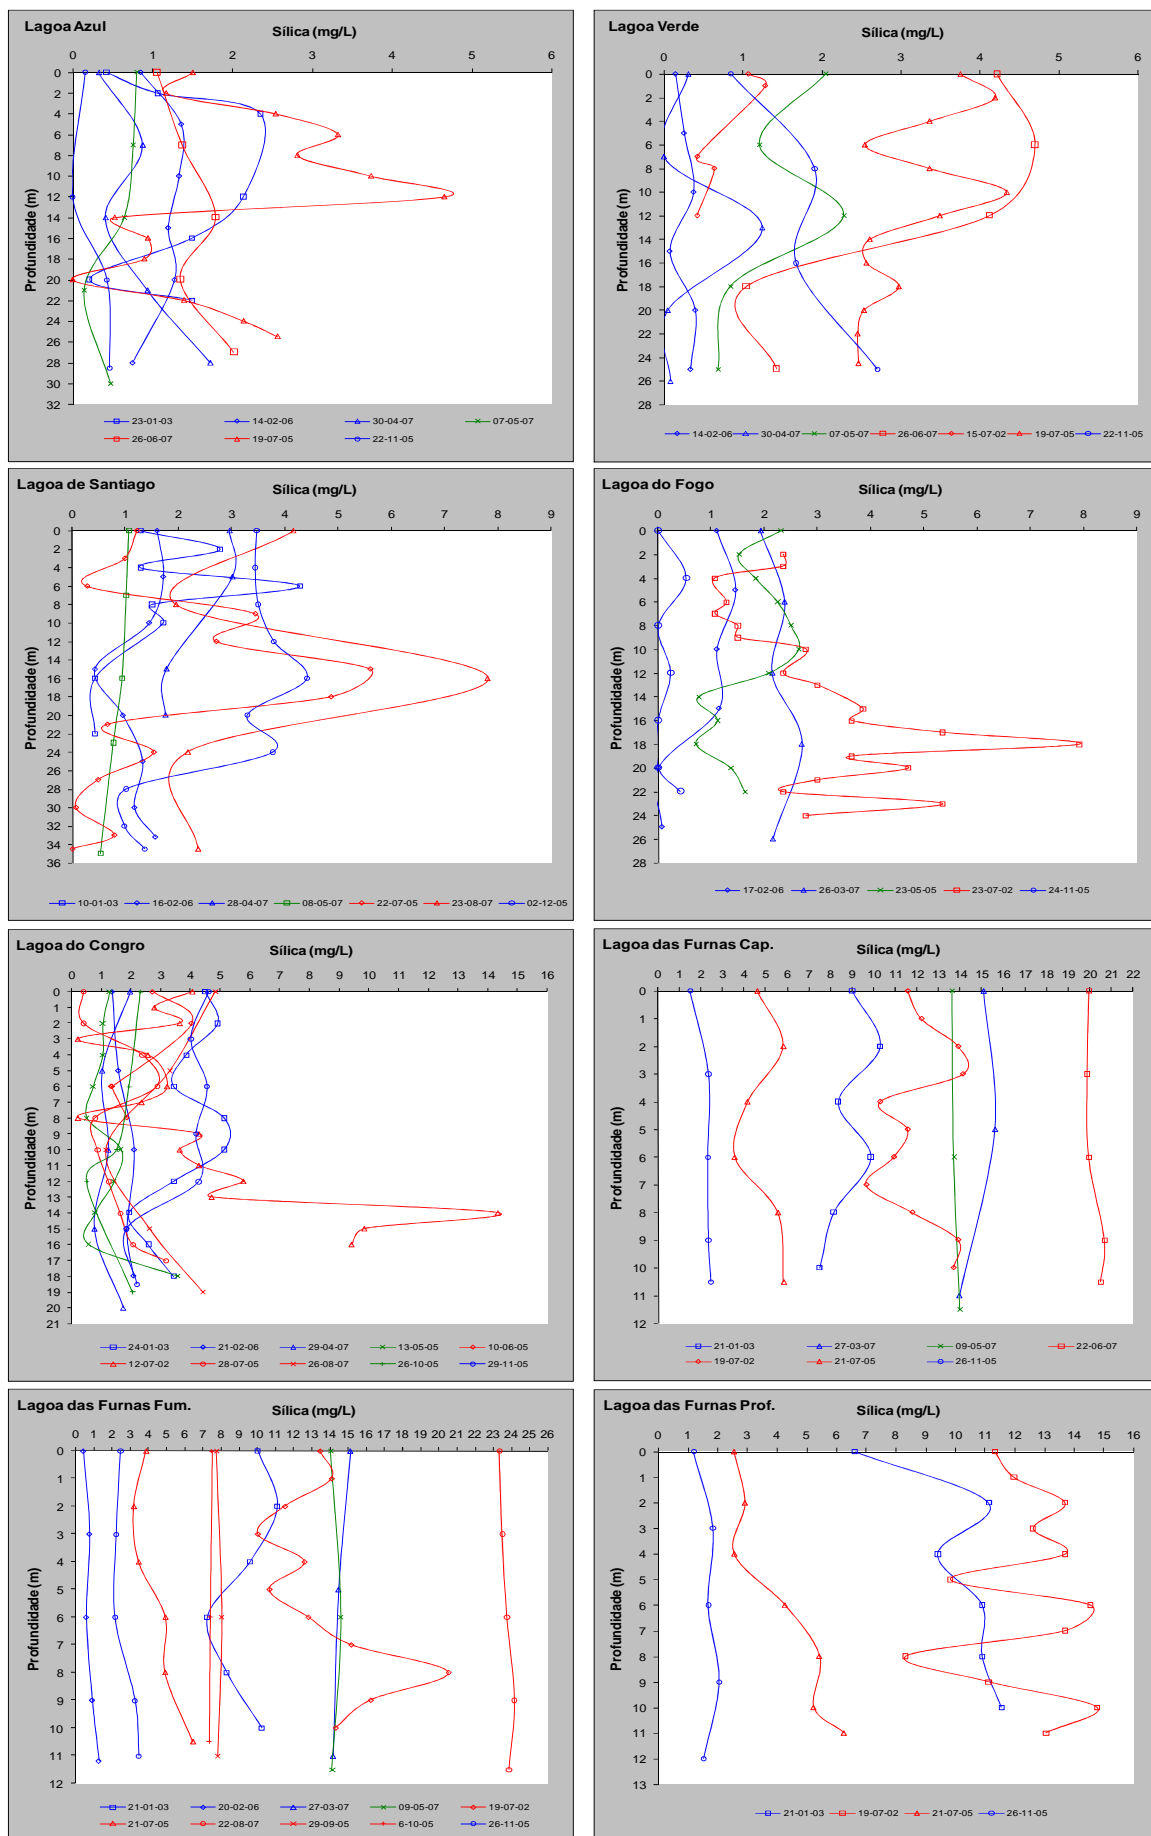 Lagoa Azul
Sílica (mg/L)
0 1 2 3 4 5 6
Profundidade (m)
0
2
4
6
8
10
12
14
16
18
20
22
24
26
28
30
32
23-01-03 14-02-06 30-04-07 07-05-07
26-06-07 19-07-05 22-11-05
Lagoa Verde
Sílica (mg/L)
0 1 2 3 4 5 6
Profundidade (m)
0
2
4
6
8
10
12
14
16
18
20
22
24
26
28
14-02-06 30-04-07 07-05-07 26-06-07 15-07-02 19-07-05 22-11-05
Lagoa de Santiago
Sílica (mg/L)
0 1 2 3 4 5 6 7 8 9
Profundidade (m)
0
2
4
6
8
10
12
14
16
18
20
22
24
26
28
30
32
34
36
10-01-03 16-02-06 28-04-07 08-05-07 22-07-05 23-08-07 02-12-05
Lagoa do Fogo
Sílica (mg/L)
0 1 2 3 4 5 6 7 8 9
Profundidade (m)
0
2
4
6
8
10
12
14
16
18
20
22
24
26
28
17-02-06 26-03-07 23-05-05 23-07-02 24-11-05
Lagoa do Congro
Sílica (mg/L)
0 1 2 3 4 5 6 7 8 9 10 11 12 13 14 15 16
Profundidade (m)
0
1
2
3
4
5
6
7
8
9
10
11
12
13
14
15
16
17
18
19
20
21
24-01-03 21-02-06 29-04-07 13-05-05 10-06-05
12-07-02 28-07-05 26-08-07 26-10-05 29-11-05
Lagoa das Furnas Cap.
Sílica (mg/L)
0 1 2 3 4 5 6 7 8 9 10 11 12 13 14 15 16 17 18 19 20 21 22
Profundidade (m)
0
1
2
3
4
5
6
7
8
9
10
11
12
21-01-03 27-03-07 09-05-07 22-06-07
19-07-02 21-07-05 26-11-05
Lagoa das Furnas Fum.
Sílica (mg/L)
0 1 2 3 4 5 6 7 8 9 10 11 12 13 14 15 16 17 18 19 20 21 22 23 24 25 26
Profundidade (m)
0
1
2
3
4
5
6
7
8
9
10
11
12
21-01-03 20-02-06 27-03-07 09-05-07 19-07-02
21-07-05 22-08-07 29-09-05 6-10-05 26-11-05
Lagoa das Furnas Prof.
Sílica (mg/L)
0 1 2 3 4 5 6 7 8 9 10 11 12 13 14 15 16
Profundidade (m)
0
1
2
3
4
5
6
7
8
9
10
11
12
13
21-01-03 19-07-02 21-07-05 26-11-05